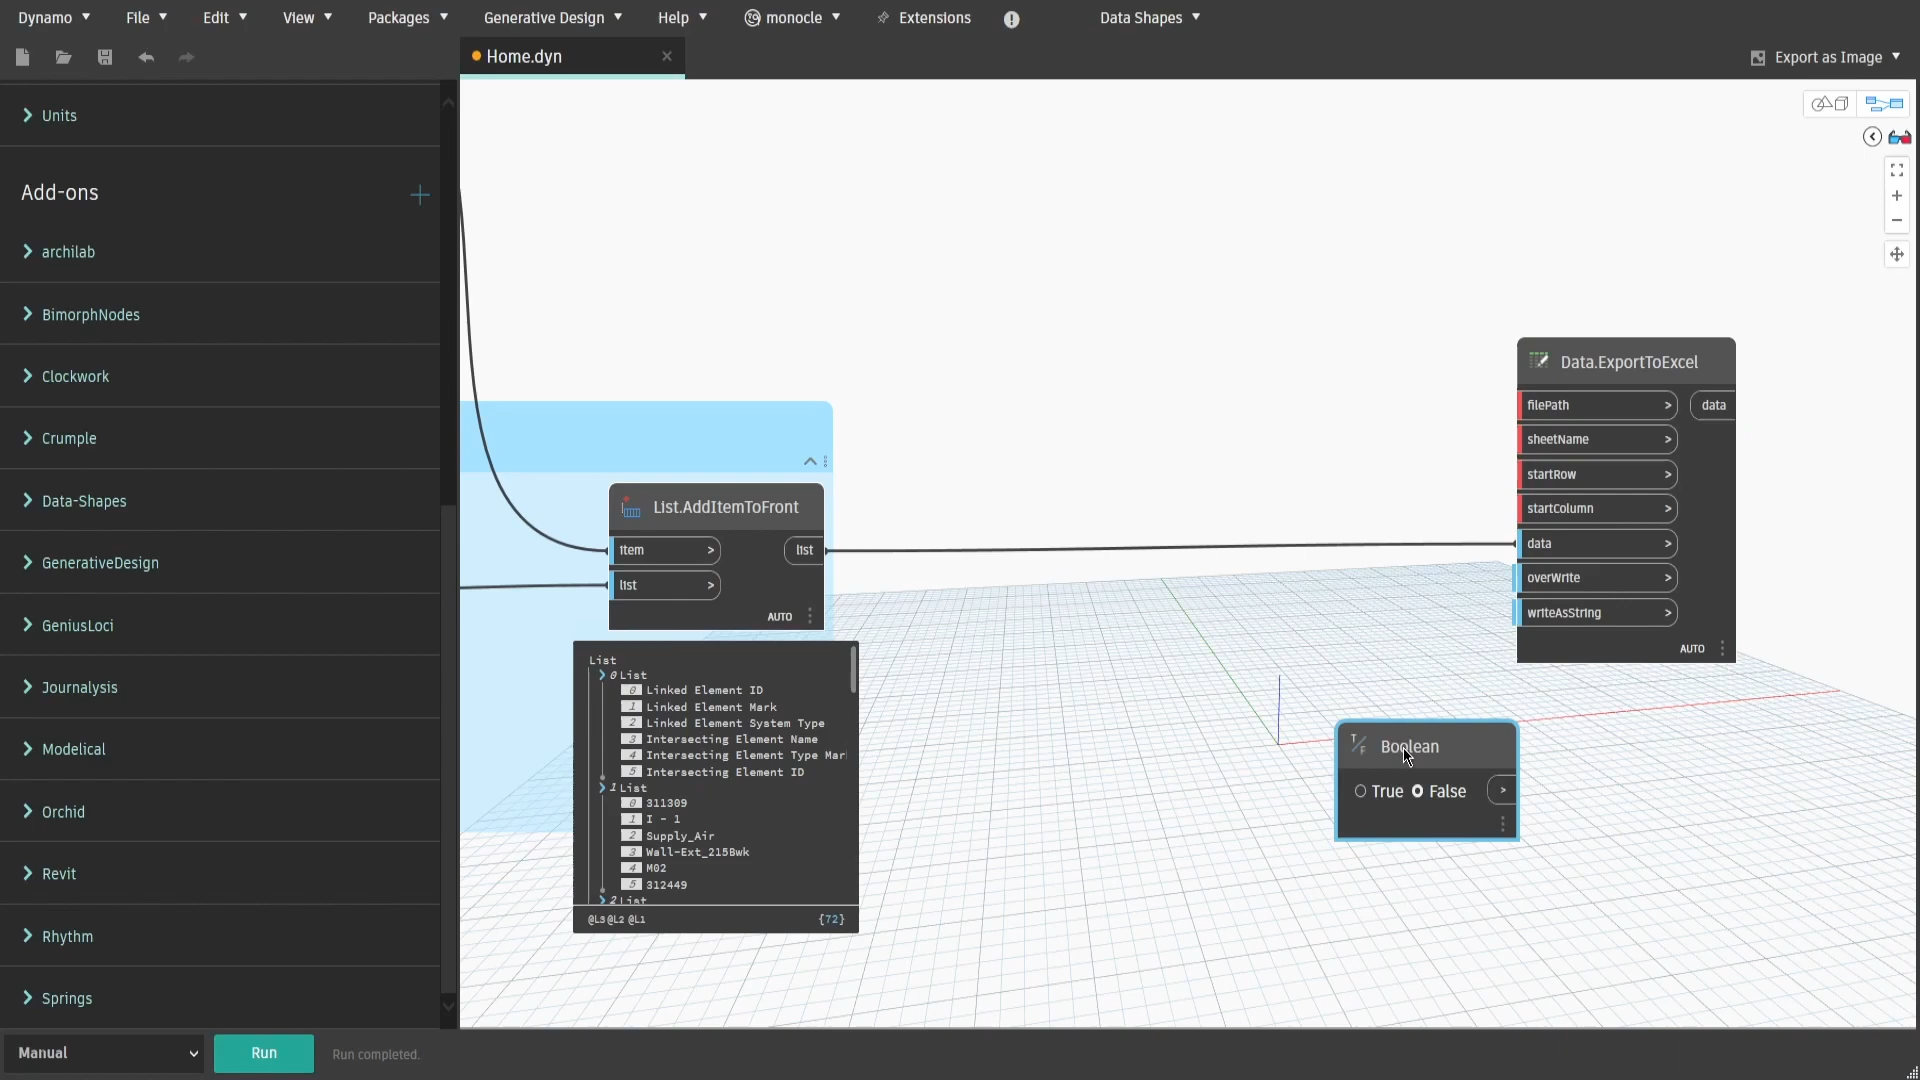 Dynamo File Edit View Packages Generative Design Help monocle Extensions Data Shapes
Home.dyn
Export as Image
Units
Add-ons
archilab
BimorphNodes
Clockwork
Crumple
Data-Shapes
GenerativeDesign
GeniusLoci
Journalysis
Modelical
Orchid
Revit
Rhythm
Springs
List.AddItemToFront
item > list
list >
AUTO
List
0 List
0 Linked Element ID
1 Linked Element Mark
2 Linked Element System Type
3 Intersecting Element Name
4 Intersecting Element Type Mar
5 Intersecting Element ID
1 List
0 311309
1 I - 1
2 Supply_Air
3 Wall-Ext_215Bwk
4 M02
5 312449
2 List
@L3 @L2 @L1 {72}
Data.ExportToExcel
filePath > data
sheetName >
startRow >
startColumn >
data >
overWrite >
writeAsString >
AUTO
Boolean
True False >
Manual Run Run completed.